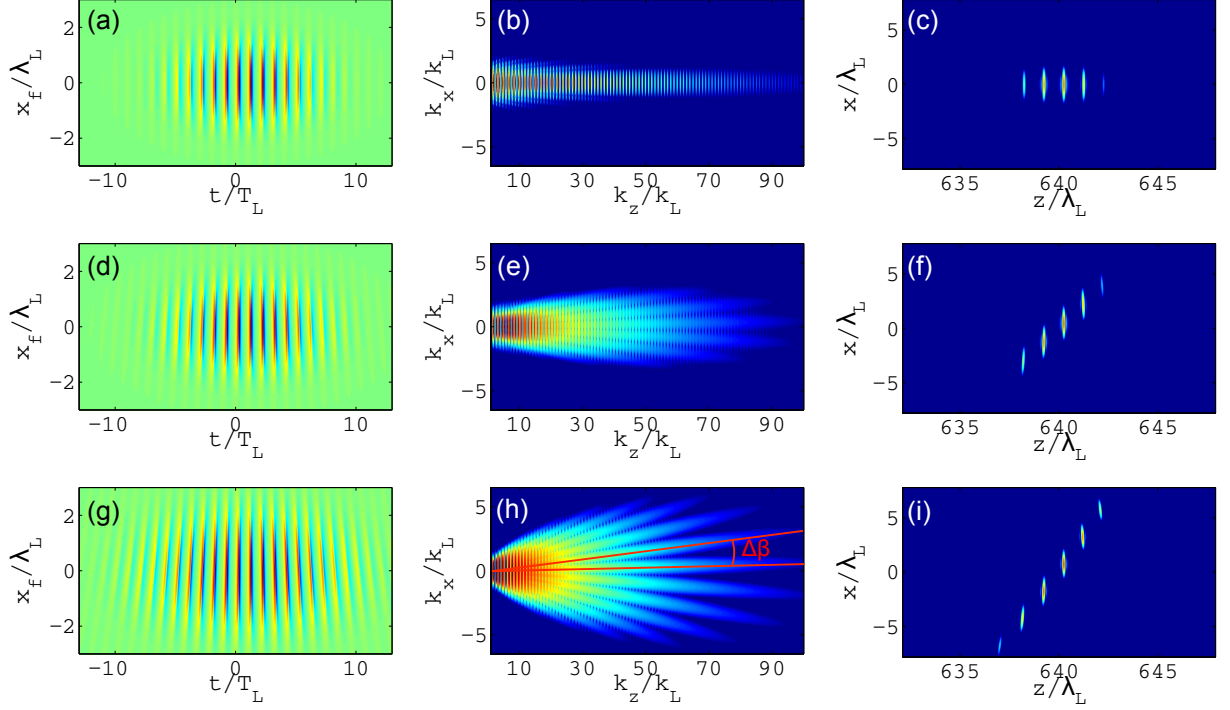 (a)
x_f/λ_L
2
0
−2
−10
0
10
t/T_L
(b)
k_x/k_L
5
0
−5
10
30
50
70
90
k_z/k_L
(c)
x/λ_L
5
0
−5
635
640
645
z/λ_L
(d)
x_f/λ_L
2
0
−2
−10
0
10
t/T_L
(e)
k_x/k_L
5
0
−5
10
30
50
70
90
k_z/k_L
(f)
x/λ_L
5
0
−5
635
640
645
z/λ_L
(g)
x_f/λ_L
2
0
−2
−10
0
10
t/T_L
(h)
Δβ
k_x/k_L
5
0
−5
10
30
50
70
90
k_z/k_L
(i)
x/λ_L
5
0
−5
635
640
645
z/λ_L